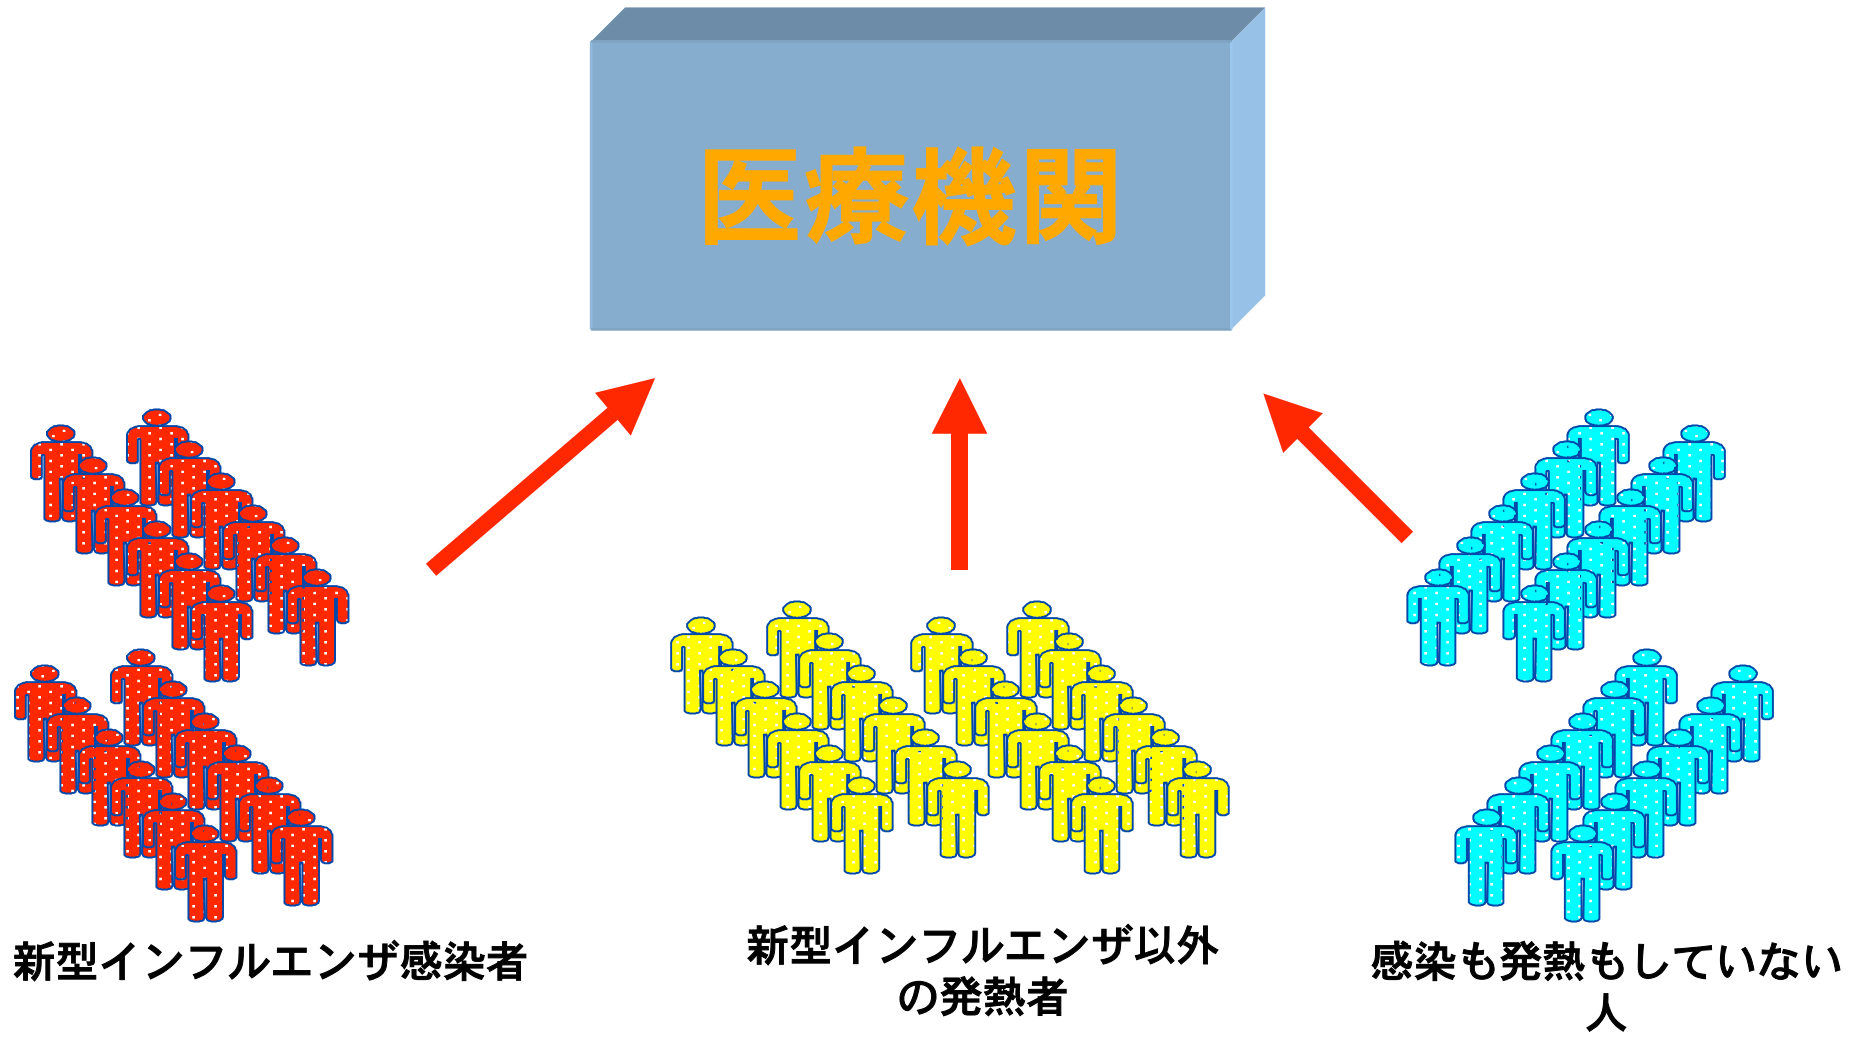 医療機関
新型インフルエンザ感染者
新型インフルエンザ以外
の発熱者
感染も発熱もしていない
人